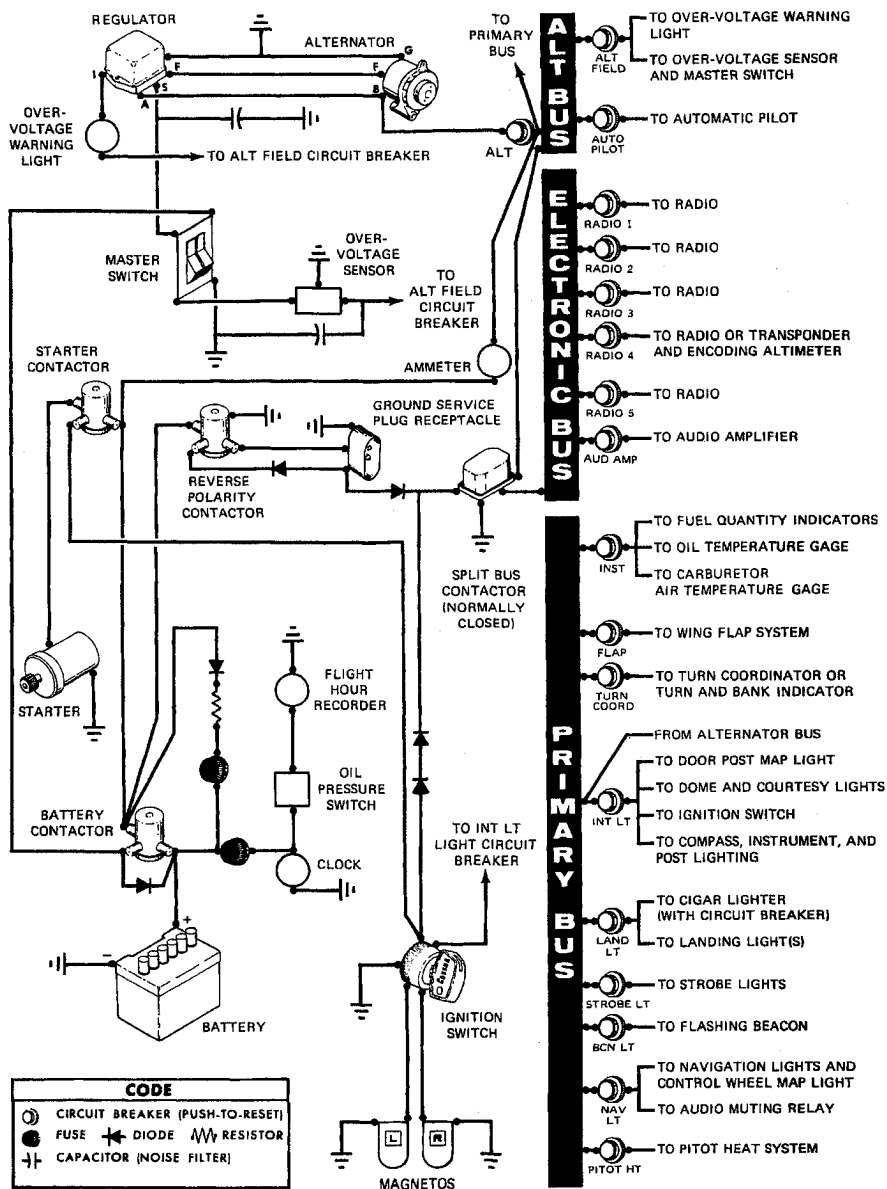 REGULATOR
ALTERNATOR
G
I
F
F
S
A
B
OVER-
VOLTAGE
WARNING
LIGHT
TO ALT FIELD CIRCUIT BREAKER
TO
PRIMARY
BUS
ALT
ALT BUS
ALT
FIELD
TO OVER-VOLTAGE WARNING
LIGHT
TO OVER-VOLTAGE SENSOR
AND MASTER SWITCH
AUTO
PILOT
TO AUTOMATIC PILOT
MASTER
SWITCH
OVER-
VOLTAGE
SENSOR
TO
ALT FIELD
CIRCUIT
BREAKER
AMMETER
ELECTRONIC BUS
RADIO 1
TO RADIO
RADIO 2
TO RADIO
RADIO 3
TO RADIO
RADIO 4
TO RADIO OR TRANSPONDER
AND ENCODING ALTIMETER
RADIO 5
TO RADIO
AUD AMP
TO AUDIO AMPLIFIER
STARTER
CONTACTOR
GROUND SERVICE
PLUG RECEPTACLE
REVERSE
POLARITY
CONTACTOR
SPLIT BUS
CONTACTOR
(NORMALLY
CLOSED)
STARTER
FLIGHT
HOUR
RECORDER
OIL
PRESSURE
SWITCH
BATTERY
CONTACTOR
CLOCK
TO INT LT
LIGHT CIRCUIT
BREAKER
+
−
BATTERY
IGNITION
SWITCH
L
R
MAGNETOS
PRIMARY BUS
INST
TO FUEL QUANTITY INDICATORS
TO OIL TEMPERATURE GAGE
TO CARBURETOR
AIR TEMPERATURE GAGE
FLAP
TO WING FLAP SYSTEM
TURN
COORD
TO TURN COORDINATOR OR
TURN AND BANK INDICATOR
FROM ALTERNATOR BUS
INT LT
TO DOOR POST MAP LIGHT
TO DOME AND COURTESY LIGHTS
TO IGNITION SWITCH
TO COMPASS, INSTRUMENT, AND
POST LIGHTING
LAND
LT
TO CIGAR LIGHTER
(WITH CIRCUIT BREAKER)
TO LANDING LIGHT(S)
STROBE LT
TO STROBE LIGHTS
BCN LT
TO FLASHING BEACON
NAV
LT
TO NAVIGATION LIGHTS AND
CONTROL WHEEL MAP LIGHT
TO AUDIO MUTING RELAY
PITOT HT
TO PITOT HEAT SYSTEM
CODE
CIRCUIT BREAKER (PUSH-TO-RESET)
FUSE DIODE RESISTOR
CAPACITOR (NOISE FILTER)